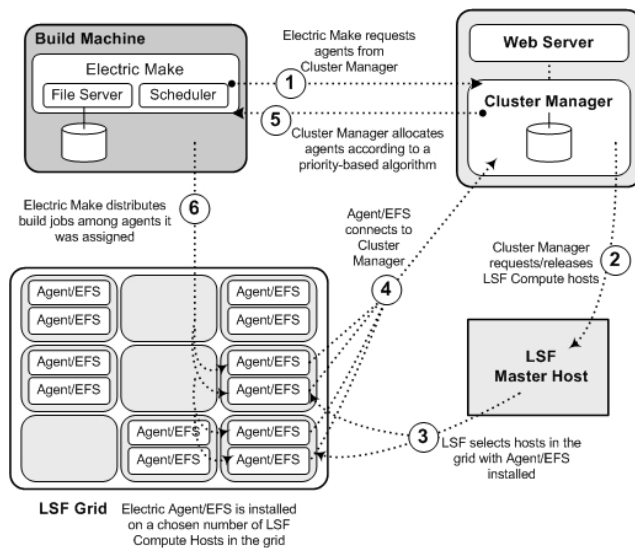 Build Machine
Electric Make
File Server
Scheduler
Electric Make requests
agents from
Cluster Manager
1
5
Cluster Manager allocates
agents according to a
priority-based algorithm
Web Server
Cluster Manager
Electric Make distributes
build jobs among agents it
was assigned
6
Agent/EFS
connects to
Cluster
Manager
4
Cluster Manager
requests/releases
LSF Compute hosts
2
LSF
Master Host
3
LSF selects hosts in the
grid with Agent/EFS
installed
Agent/EFS
Agent/EFS
Agent/EFS
Agent/EFS
Agent/EFS
Agent/EFS
Agent/EFS
Agent/EFS
Agent/EFS
Agent/EFS
Agent/EFS
Agent/EFS
LSF Grid
Electric Agent/EFS is installed
on a chosen number of LSF
Compute Hosts in the grid